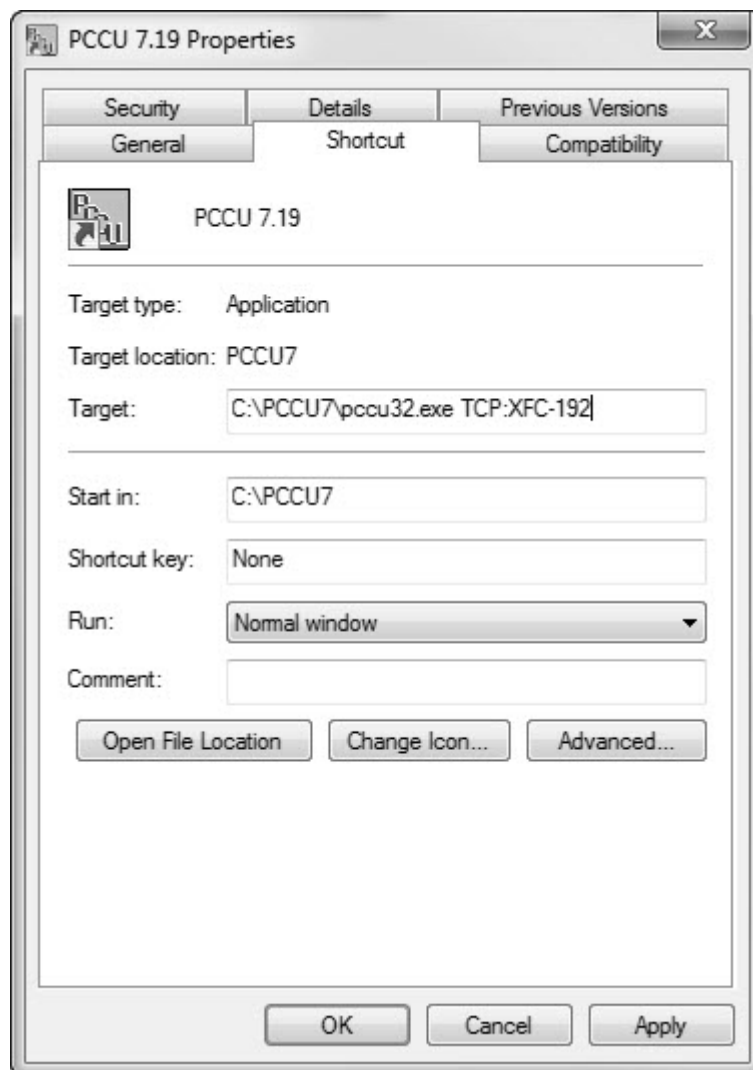 PCCU 7.19 Properties
Security Details Previous Versions
General Shortcut Compatibility
PCCU
PCCU 7.19
Target type: Application
Target location: PCCU7
Target: C:\PCCU7\pccu32.exe TCP:XFC-192
Start in: C:\PCCU7
Shortcut key: None
Run: Normal window
Comment:
Open File Location Change Icon... Advanced...
OK Cancel Apply